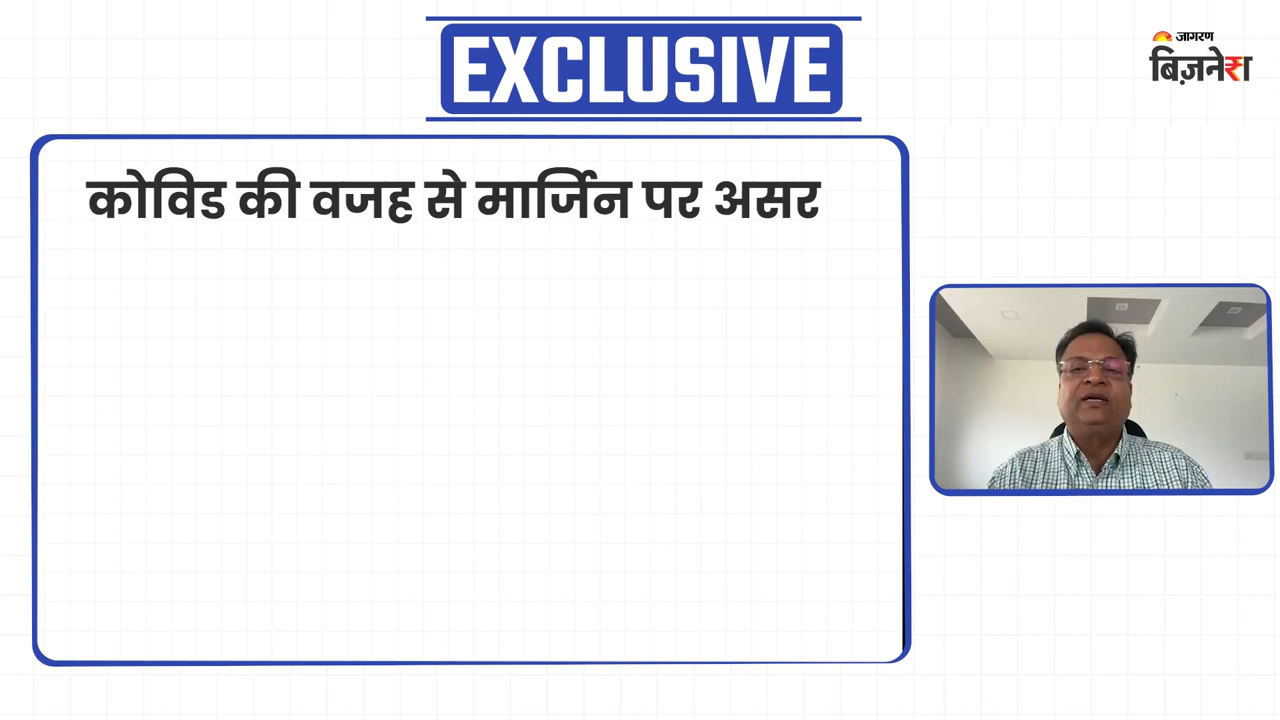 EXCLUSIVE
जागरण
बिज़नेस
कोविड की वजह से मार्जिन पर असर